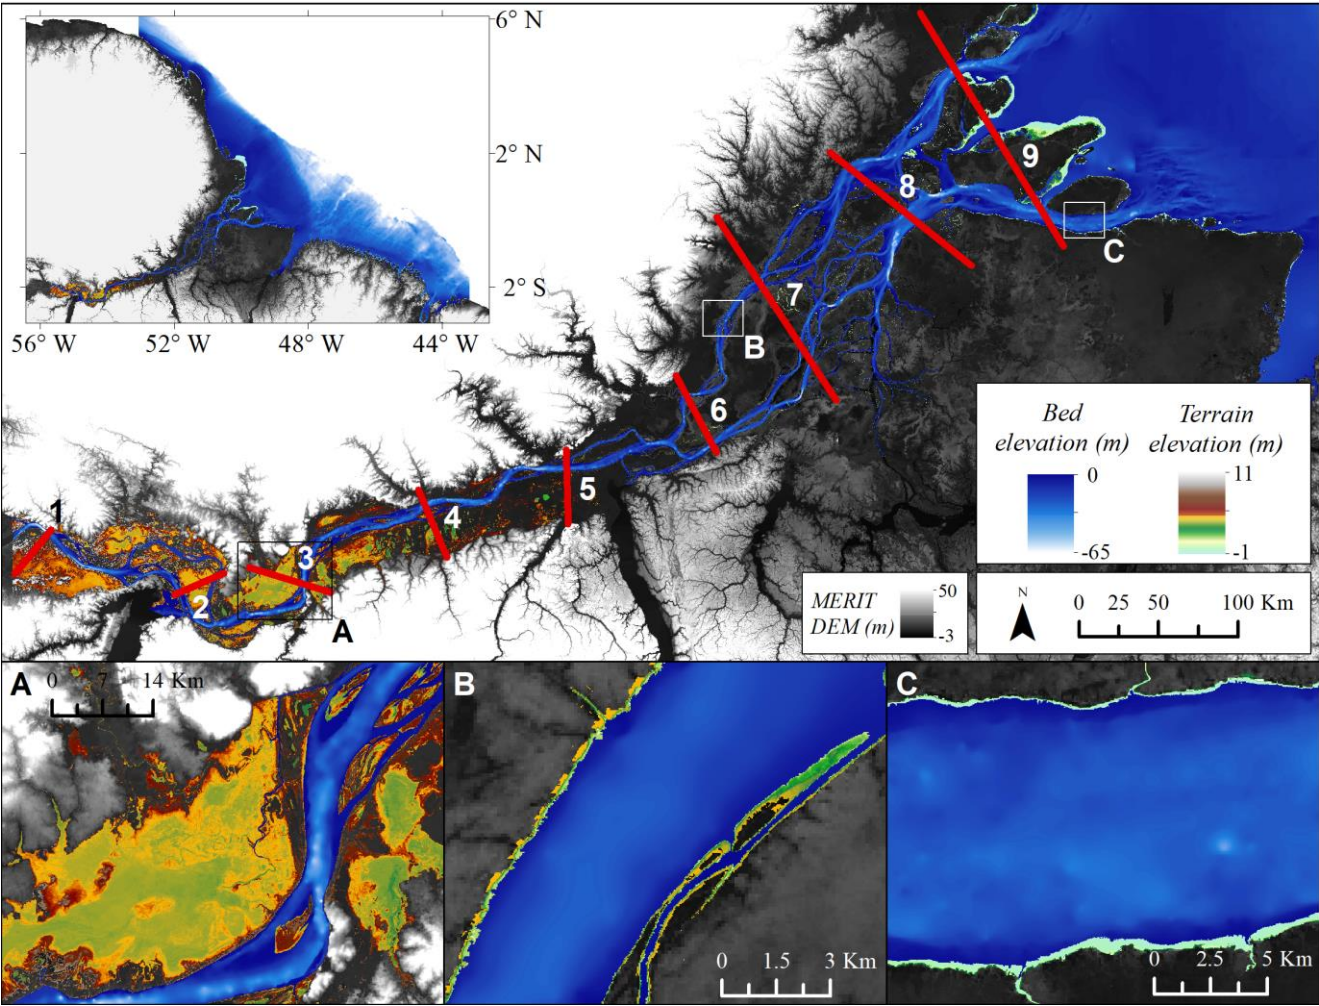 6° N
2° N
2° S
56° W
52° W
48° W
44° W
1
2
3
4
5
6
7
8
9
A
B
C
Bed
elevation (m)
0
-65
Terrain
elevation (m)
11
-1
MERIT
DEM (m)
50
-3
N
0 25 50 100 Km
A
0 7 14 Km
B
0 1.5 3 Km
C
0 2.5 5 Km